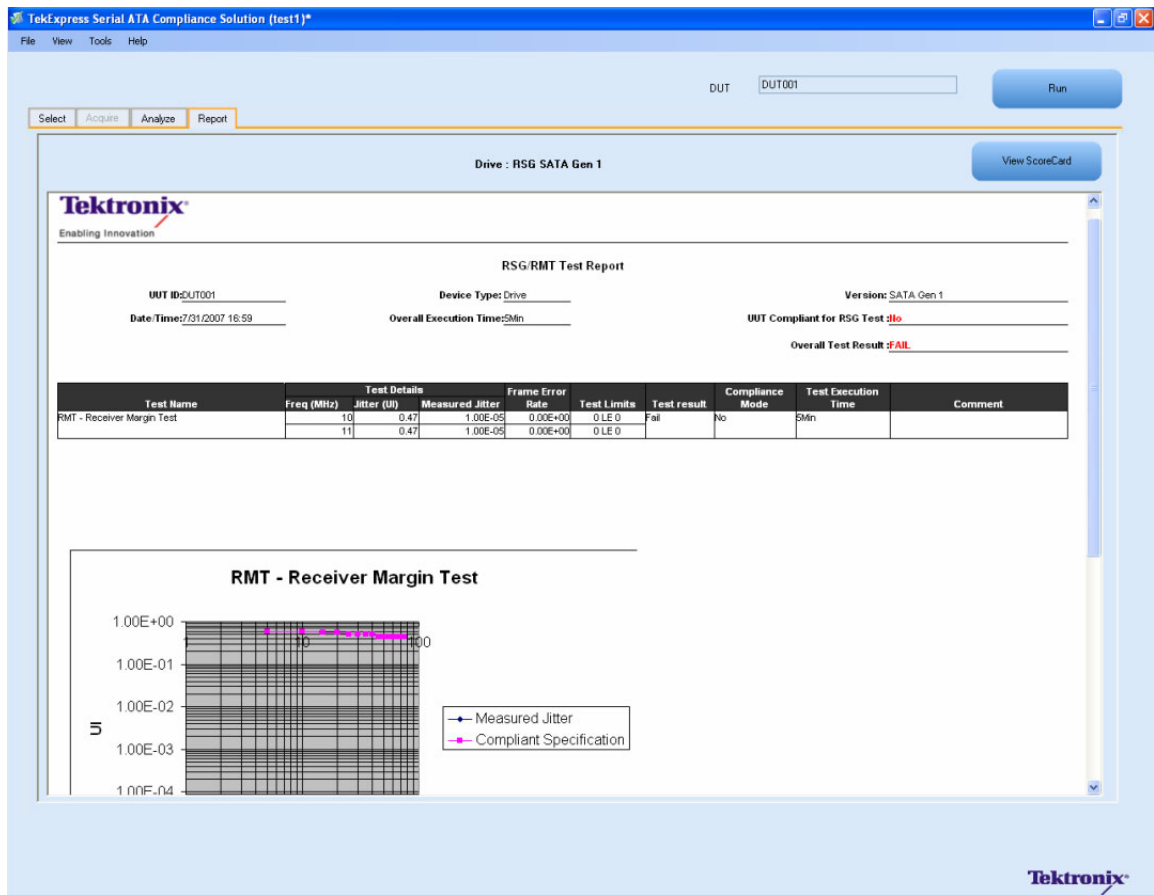 TekExpress Serial ATA Compliance Solution (test1)*
File View Tools Help
DUT DUT001 Run
Select Acquire Analyze Report
Drive : RSG SATA Gen 1
View ScoreCard
Tektronix
Enabling Innovation
RSG/RMT Test Report
UUT ID:DUT001 Device Type: Drive Version: SATA Gen 1
Date/Time:7/31/2007 16:59 Overall Execution Time:5Min UUT Compliant for RSG Test :No
Overall Test Result :FAIL
Test Details
Test Name Freq (MHz) Jitter (UI) Measured Jitter Frame Error Rate Test Limits Test result Compliance Mode Test Execution Time Comment
RMT - Receiver Margin Test 10 0.47 1.00E-05 0.00E+00 0 LE 0 Fail No 5Min
11 0.47 1.00E-05 0.00E+00 0 LE 0
RMT - Receiver Margin Test
1.00E+00
1 10 100
1.00E-01
1.00E-02
UI
1.00E-03
1.00E-04
Measured Jitter
Compliant Specification
Tektronix